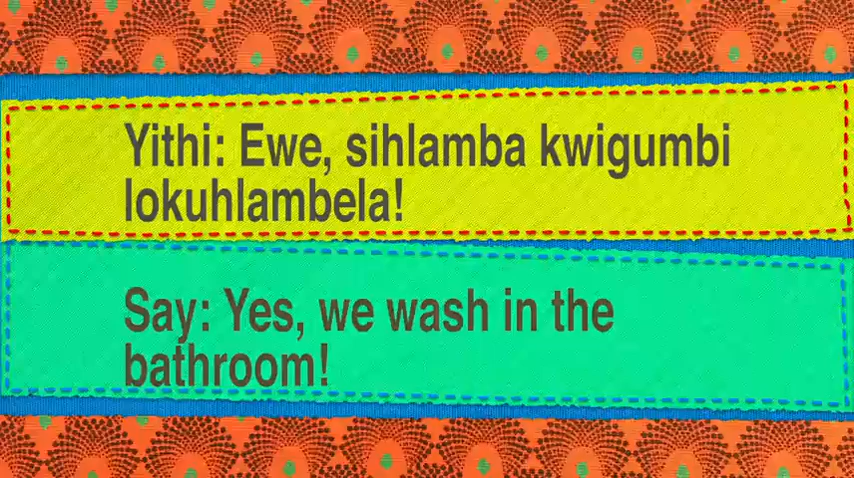 Yithi: Ewe, sihlamba kwigumbi
lokuhlambela!
Say: Yes, we wash in the
bathroom!